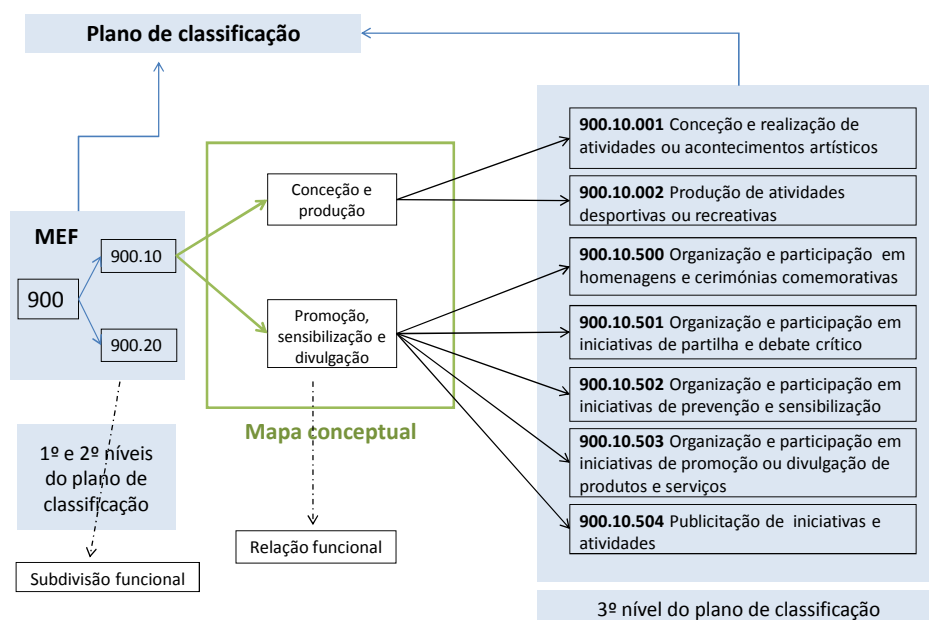 Plano de classificação
MEF
900
900.10
900.20
1º e 2º níveis
do plano de
classificação
Subdivisão funcional
Conceção e
produção
Promoção,
sensibilização e
divulgação
Mapa conceptual
Relação funcional
900.10.001 Conceção e realização de
atividades ou acontecimentos artísticos
900.10.002 Produção de atividades
desportivas ou recreativas
900.10.500 Organização e participação em
homenagens e cerimónias comemorativas
900.10.501 Organização e participação em
iniciativas de partilha e debate crítico
900.10.502 Organização e participação em
iniciativas de prevenção e sensibilização
900.10.503 Organização e participação em
iniciativas de promoção ou divulgação de
produtos e serviços
900.10.504 Publicitação de iniciativas e
atividades
3º nível do plano de classificação